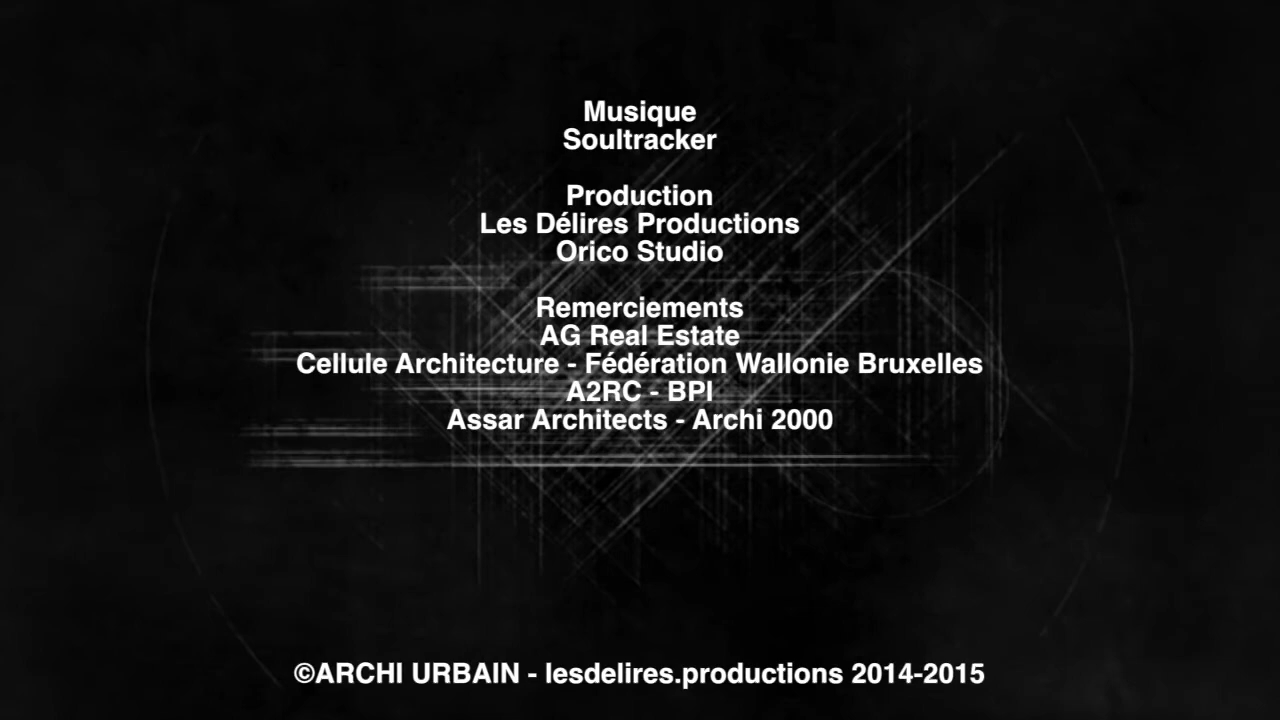 Musique
Soultracker
Production
Les Délires Productions
Orico Studio
Remerciements
AG Real Estate
Cellule Architecture - Fédération Wallonie Bruxelles
A2RC - BPI
Assar Architects - Archi 2000
©ARCHI URBAIN - lesdelires.productions 2014-2015